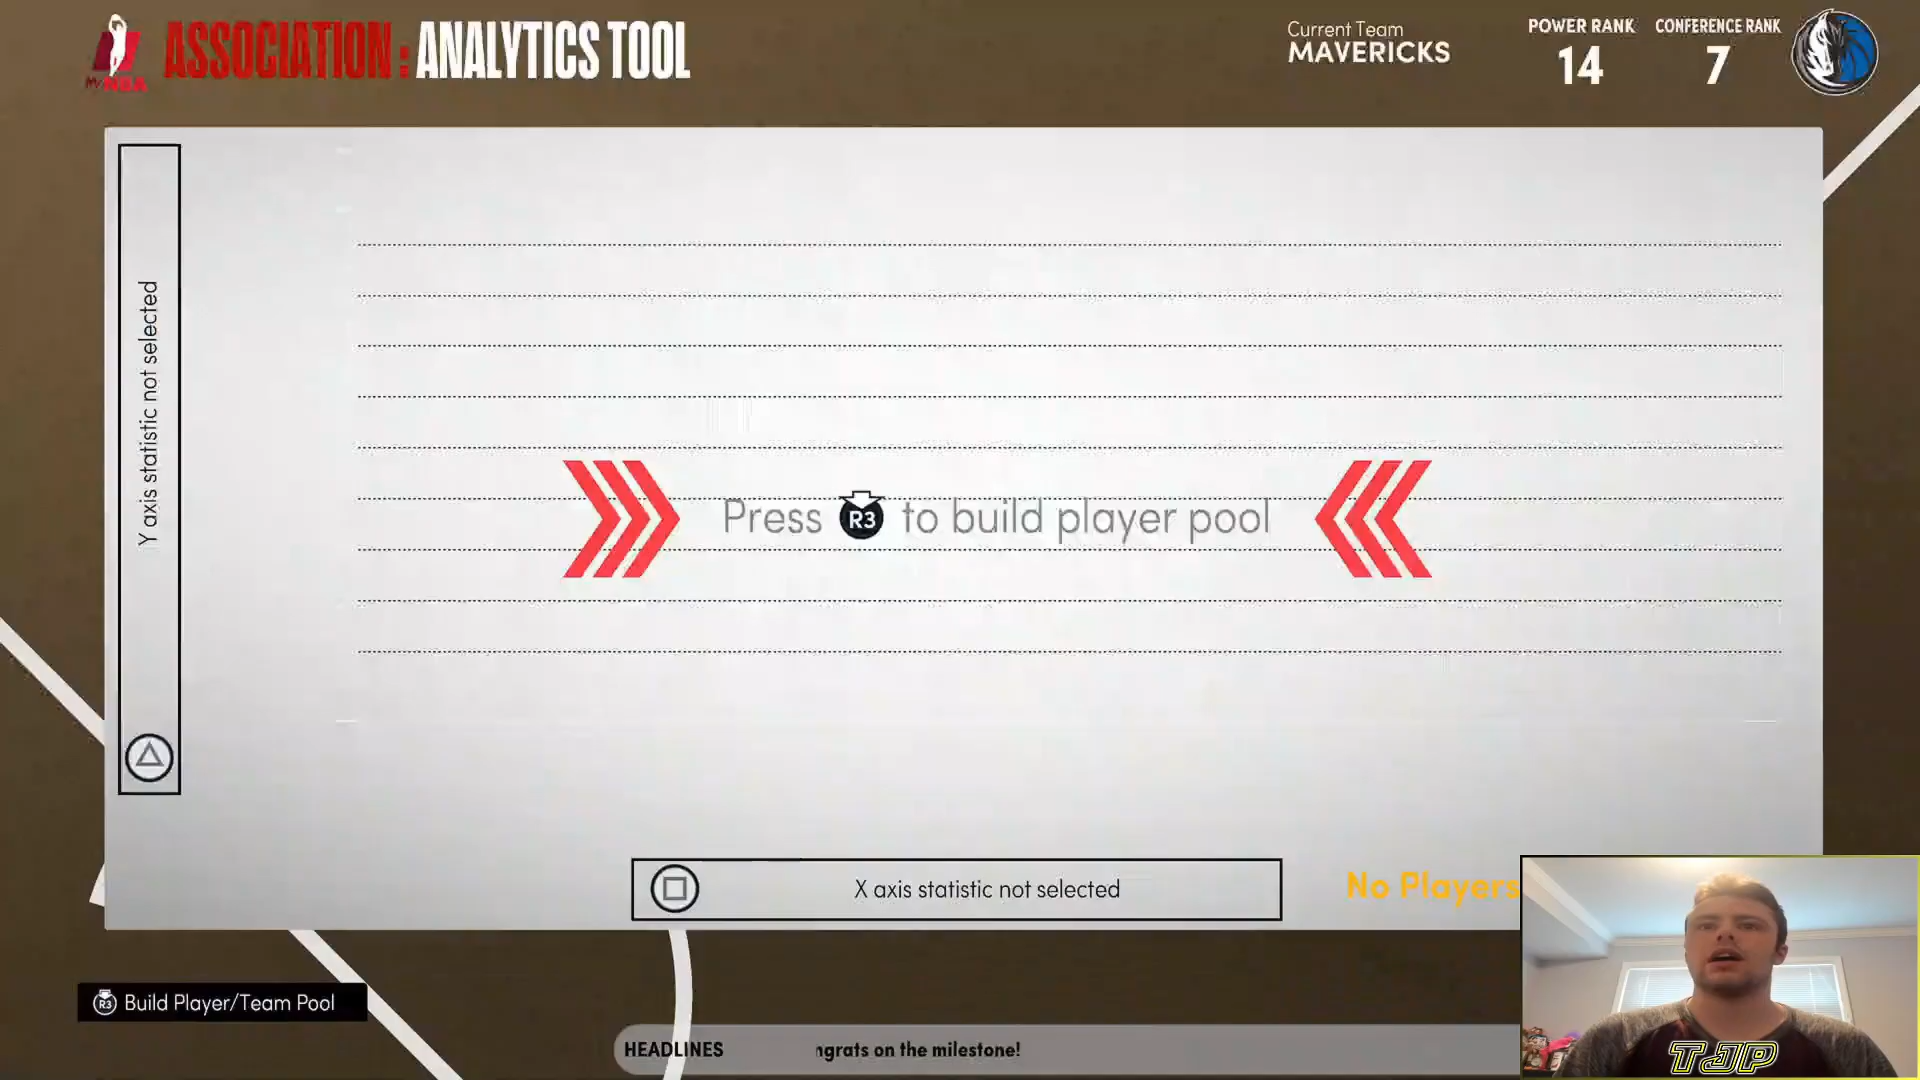 MyNBA
ASSOCIATION : ANALYTICS TOOL
Current Team
MAVERICKS
POWER RANK
14
CONFERENCE RANK
7
Y axis statistic not selected
Press R3 to build player pool
X axis statistic not selected
No Players
R3 Build Player/Team Pool
HEADLINES
ngrats on the milestone!
TJP